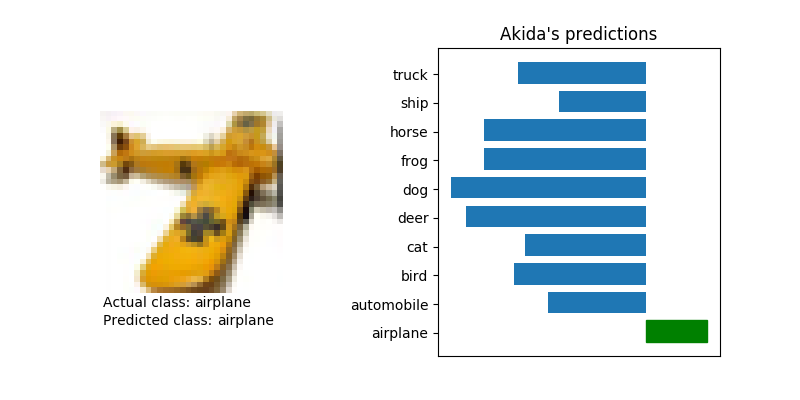 Akida's predictions
truck
ship
horse
frog
dog
deer
cat
bird
automobile
airplane
Actual class: airplane
Predicted class: airplane